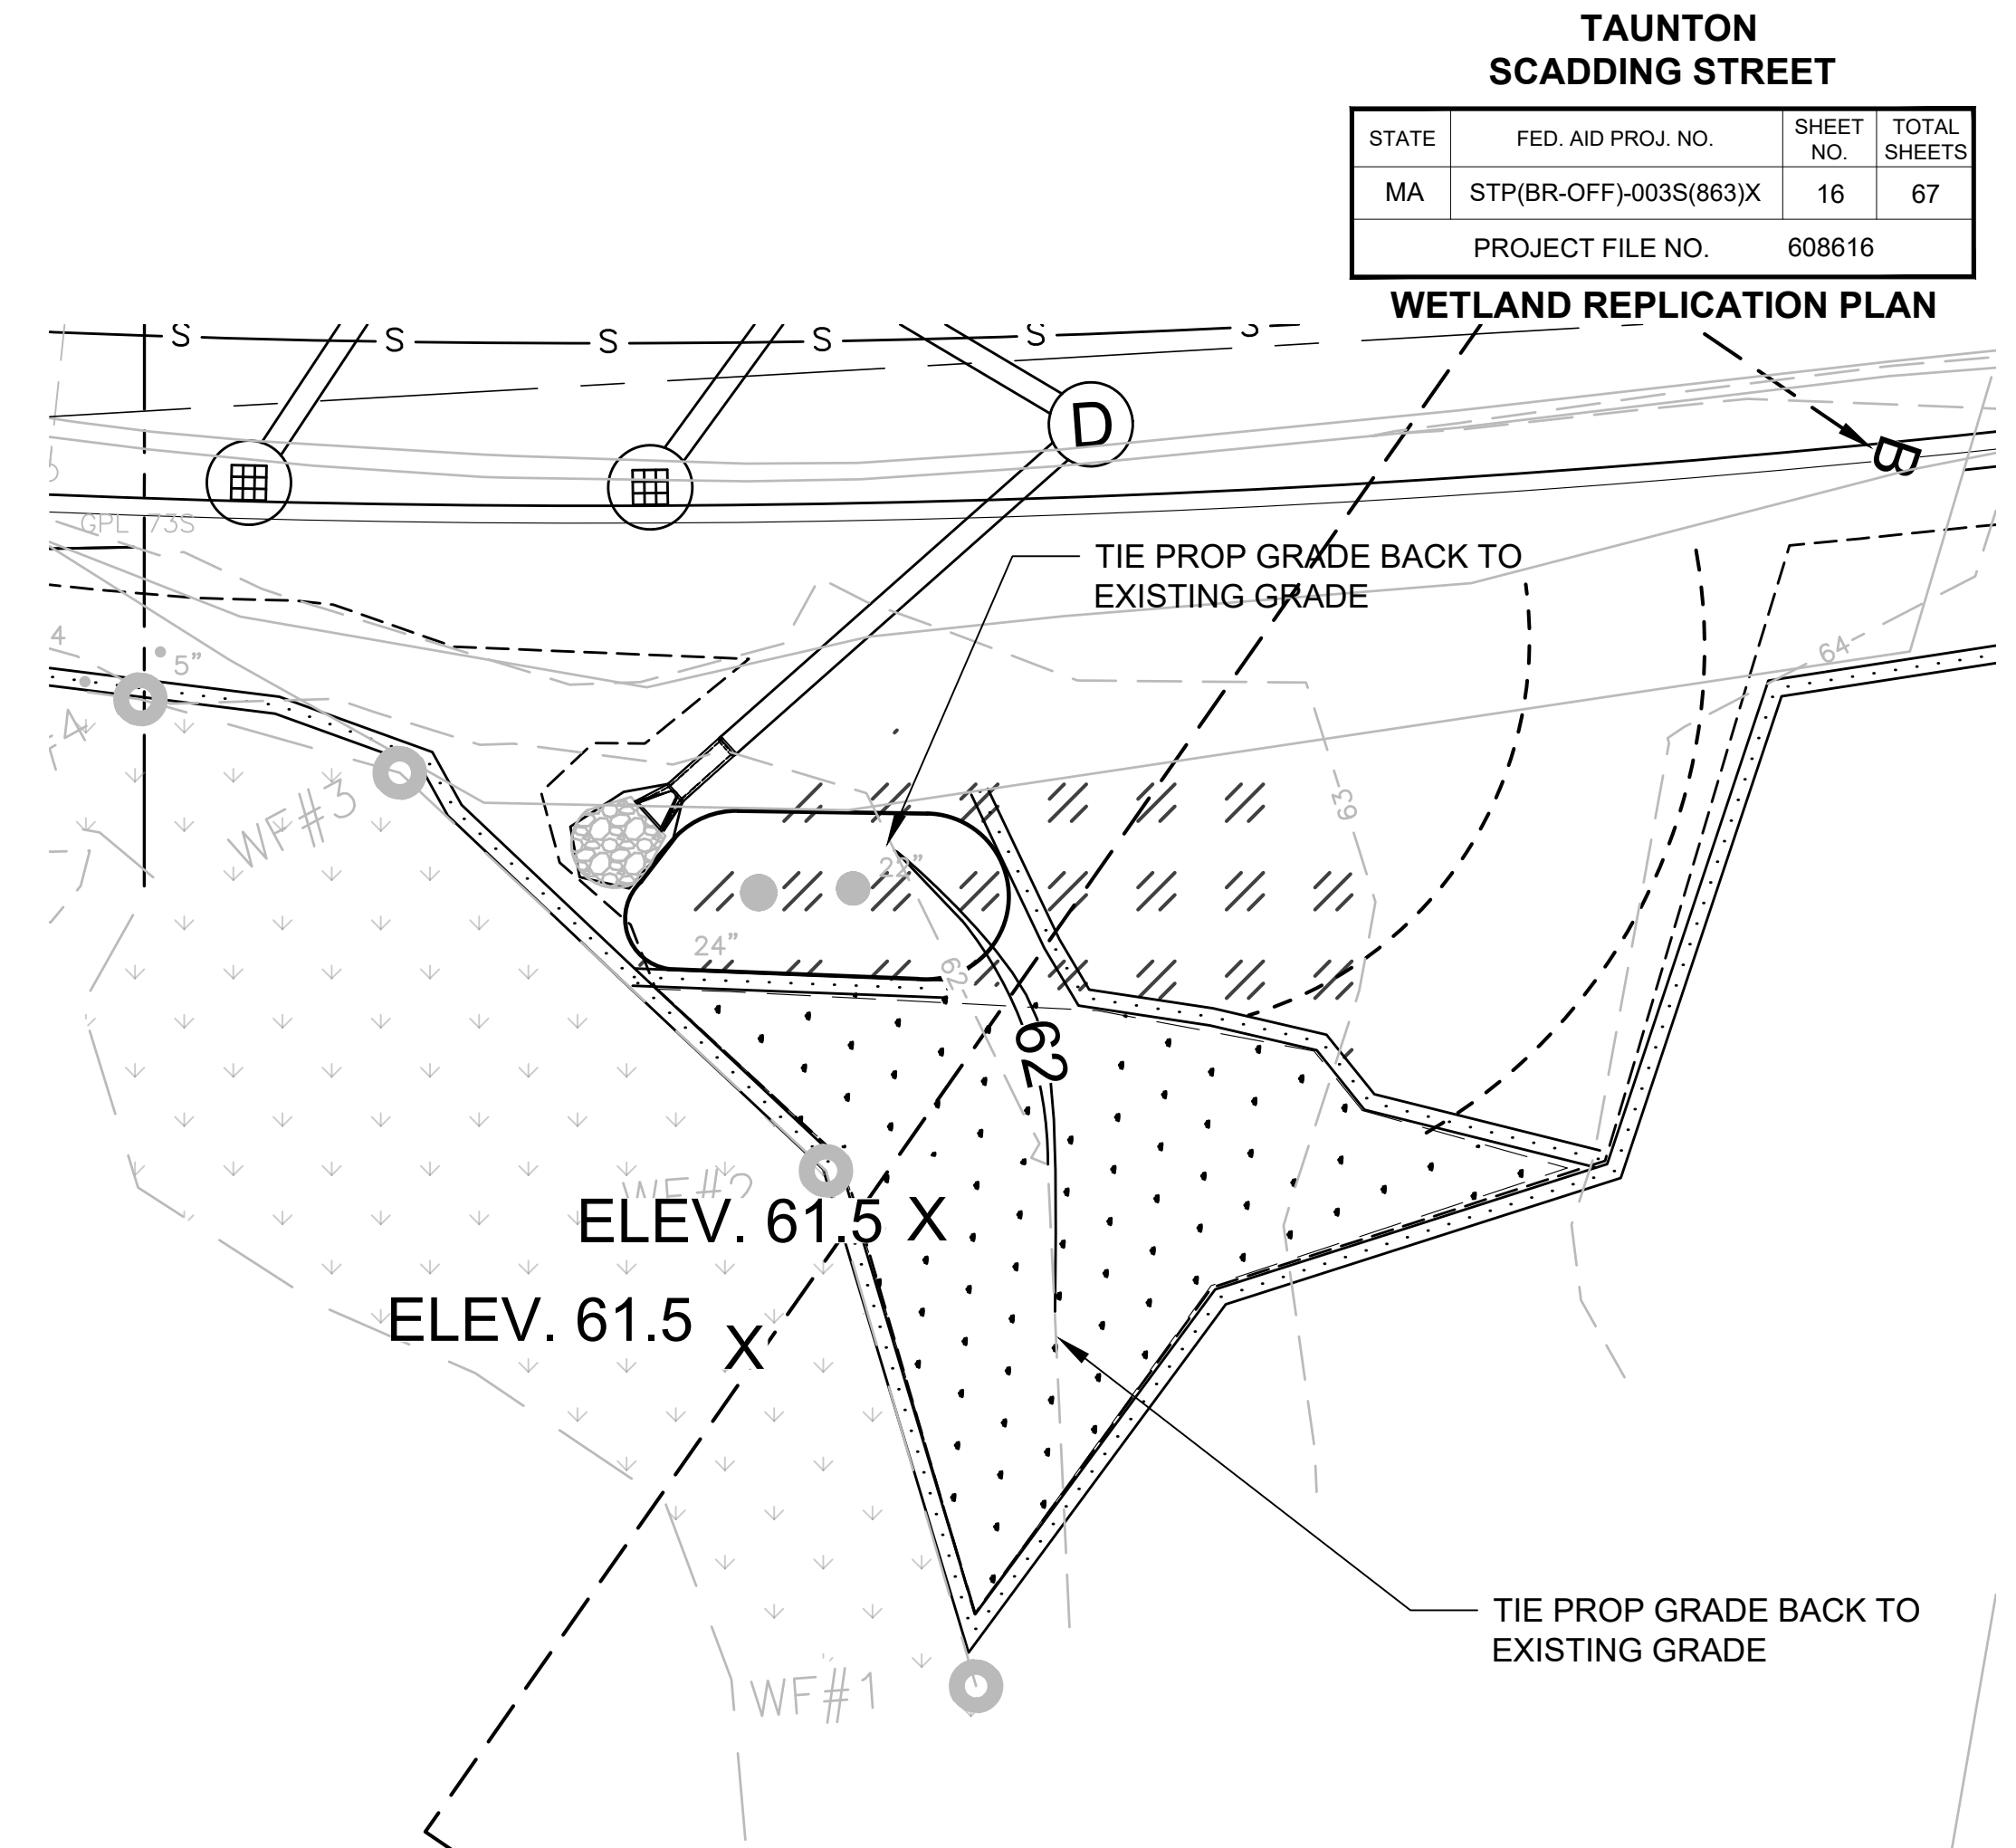 TAUNTON
SCADDING STREET
STATE FED. AID PROJ. NO. SHEET NO. TOTAL SHEETS
MA STP(BR-OFF)-003S(863)X 16 67
PROJECT FILE NO. 608616
WETLAND REPLICATION PLAN
S S S S S S
D
B
GPL 73S
TIE PROP GRADE BACK TO
EXISTING GRADE
4
5"
64
WF#3
63
22"
24"
62
62
WF#2
ELEV. 61.5 X
ELEV. 61.5 X
TIE PROP GRADE BACK TO
EXISTING GRADE
WF#1